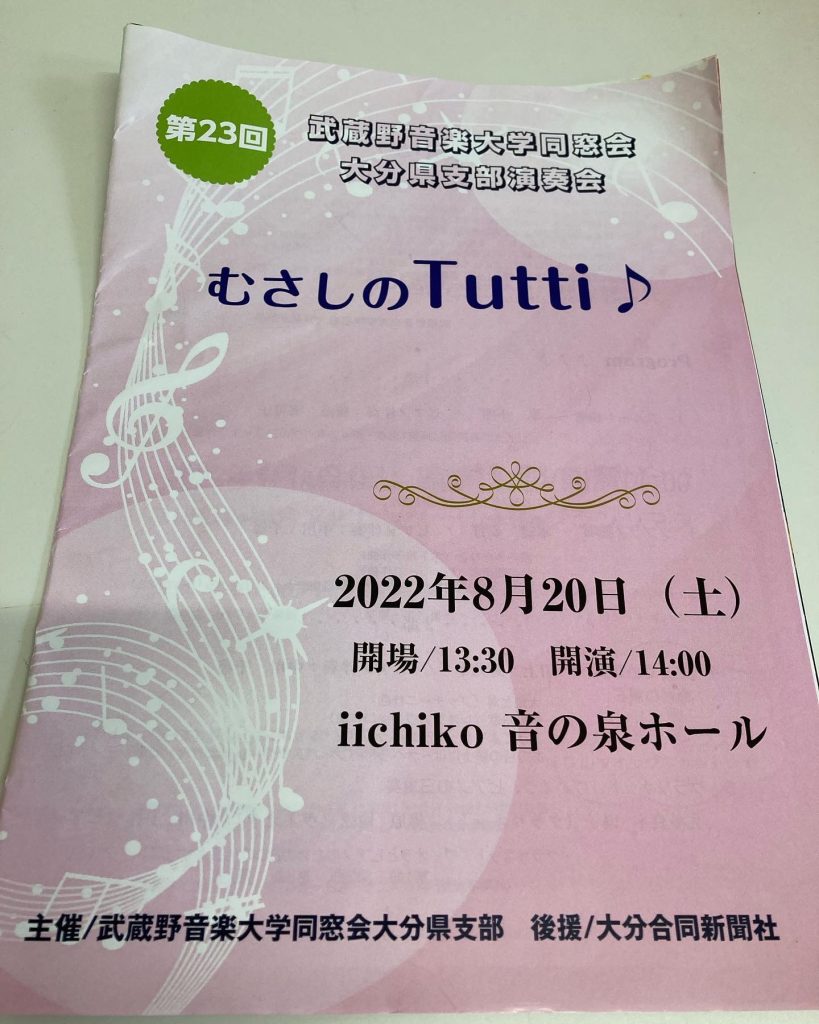 第23回
武蔵野音楽大学同窓会
大分県支部演奏会
むさしのTutti♪
2022年8月20日（土）
開場/13:30　開演/14:00
iichiko 音の泉ホール
主催/武蔵野音楽大学同窓会大分県支部　後援/大分合同新聞社